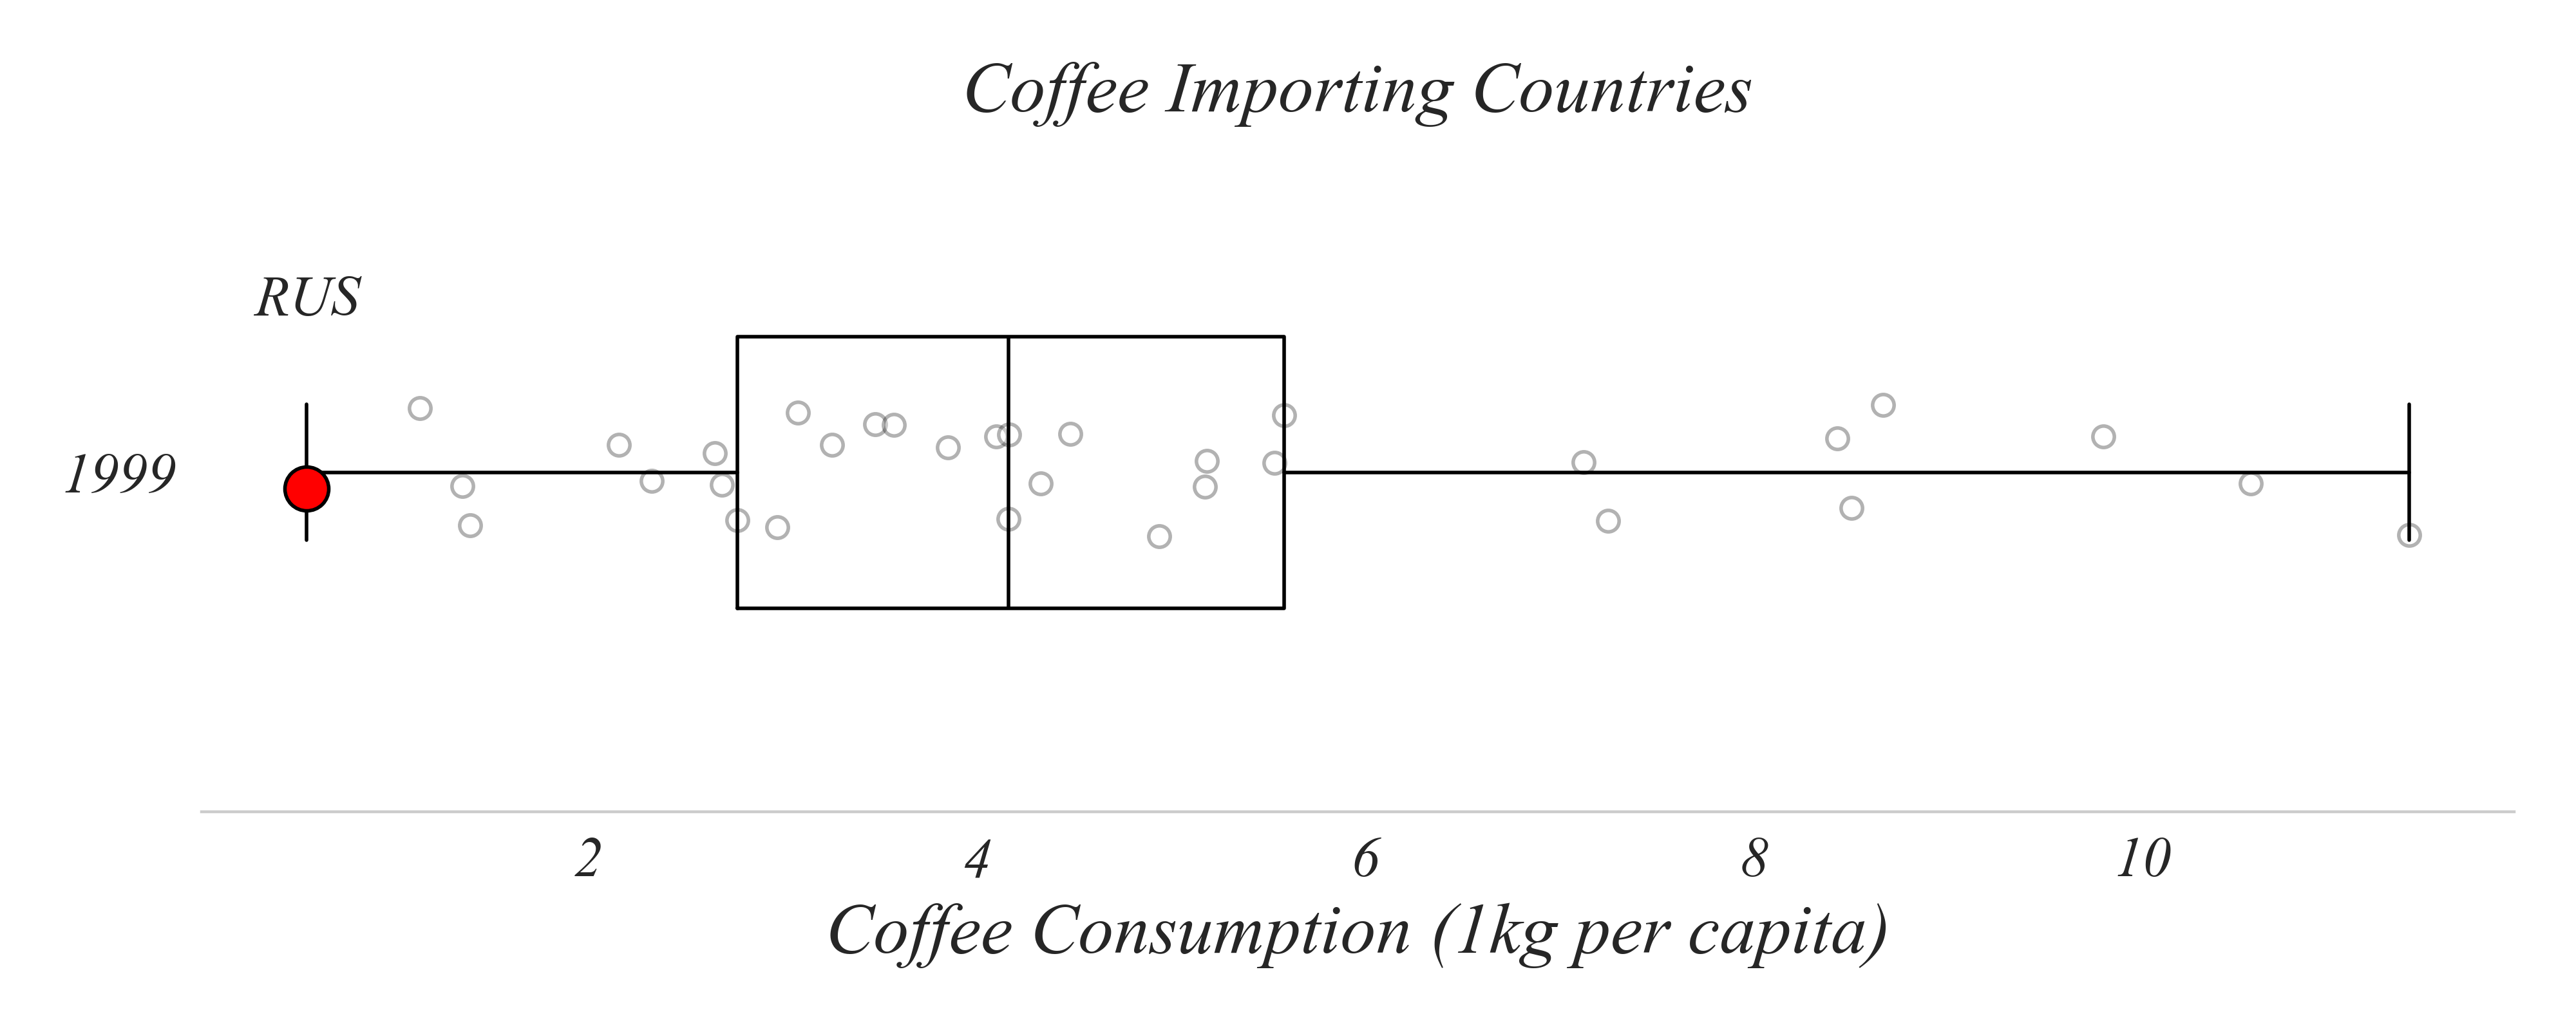 Coffee Importing Countries
RUS
1999
2 4 6 8 10
Coffee Consumption (1kg per capita)